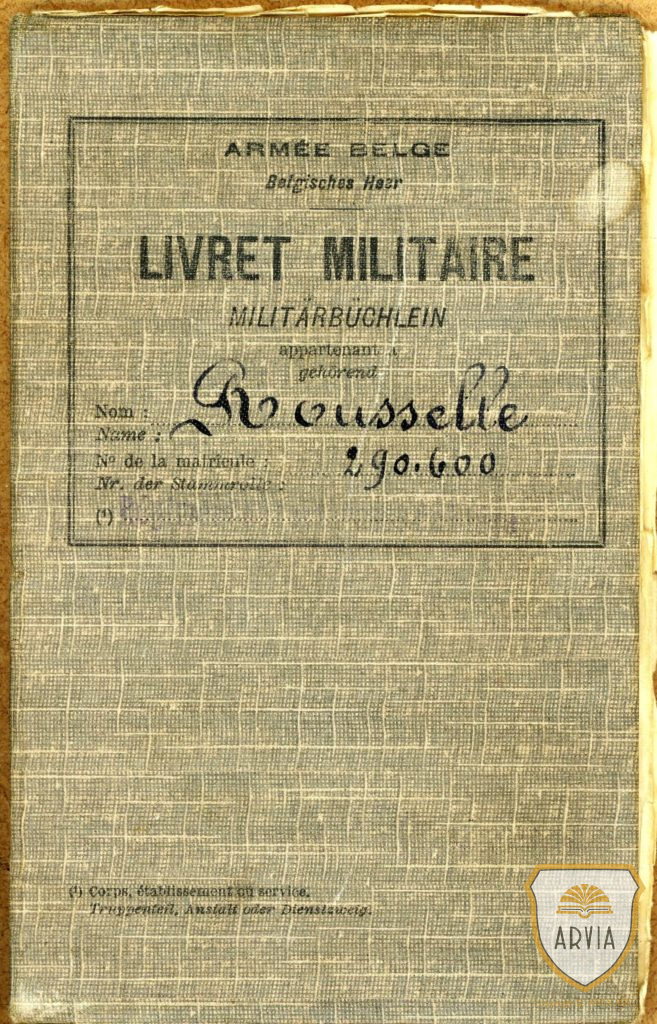 ARMÉE BELGE
Belgisches Heer
LIVRET MILITAIRE
MILITÄRBÜCHLEIN
appartenant à
gehörend
Nom : Rousselle
Name :
Nº de la matricule : 290.600
Nr. der Stammrolle :
(¹)
(¹) Corps, établissement ou service.
Truppenteil, Anstalt oder Dienstzweig.
ARVIA